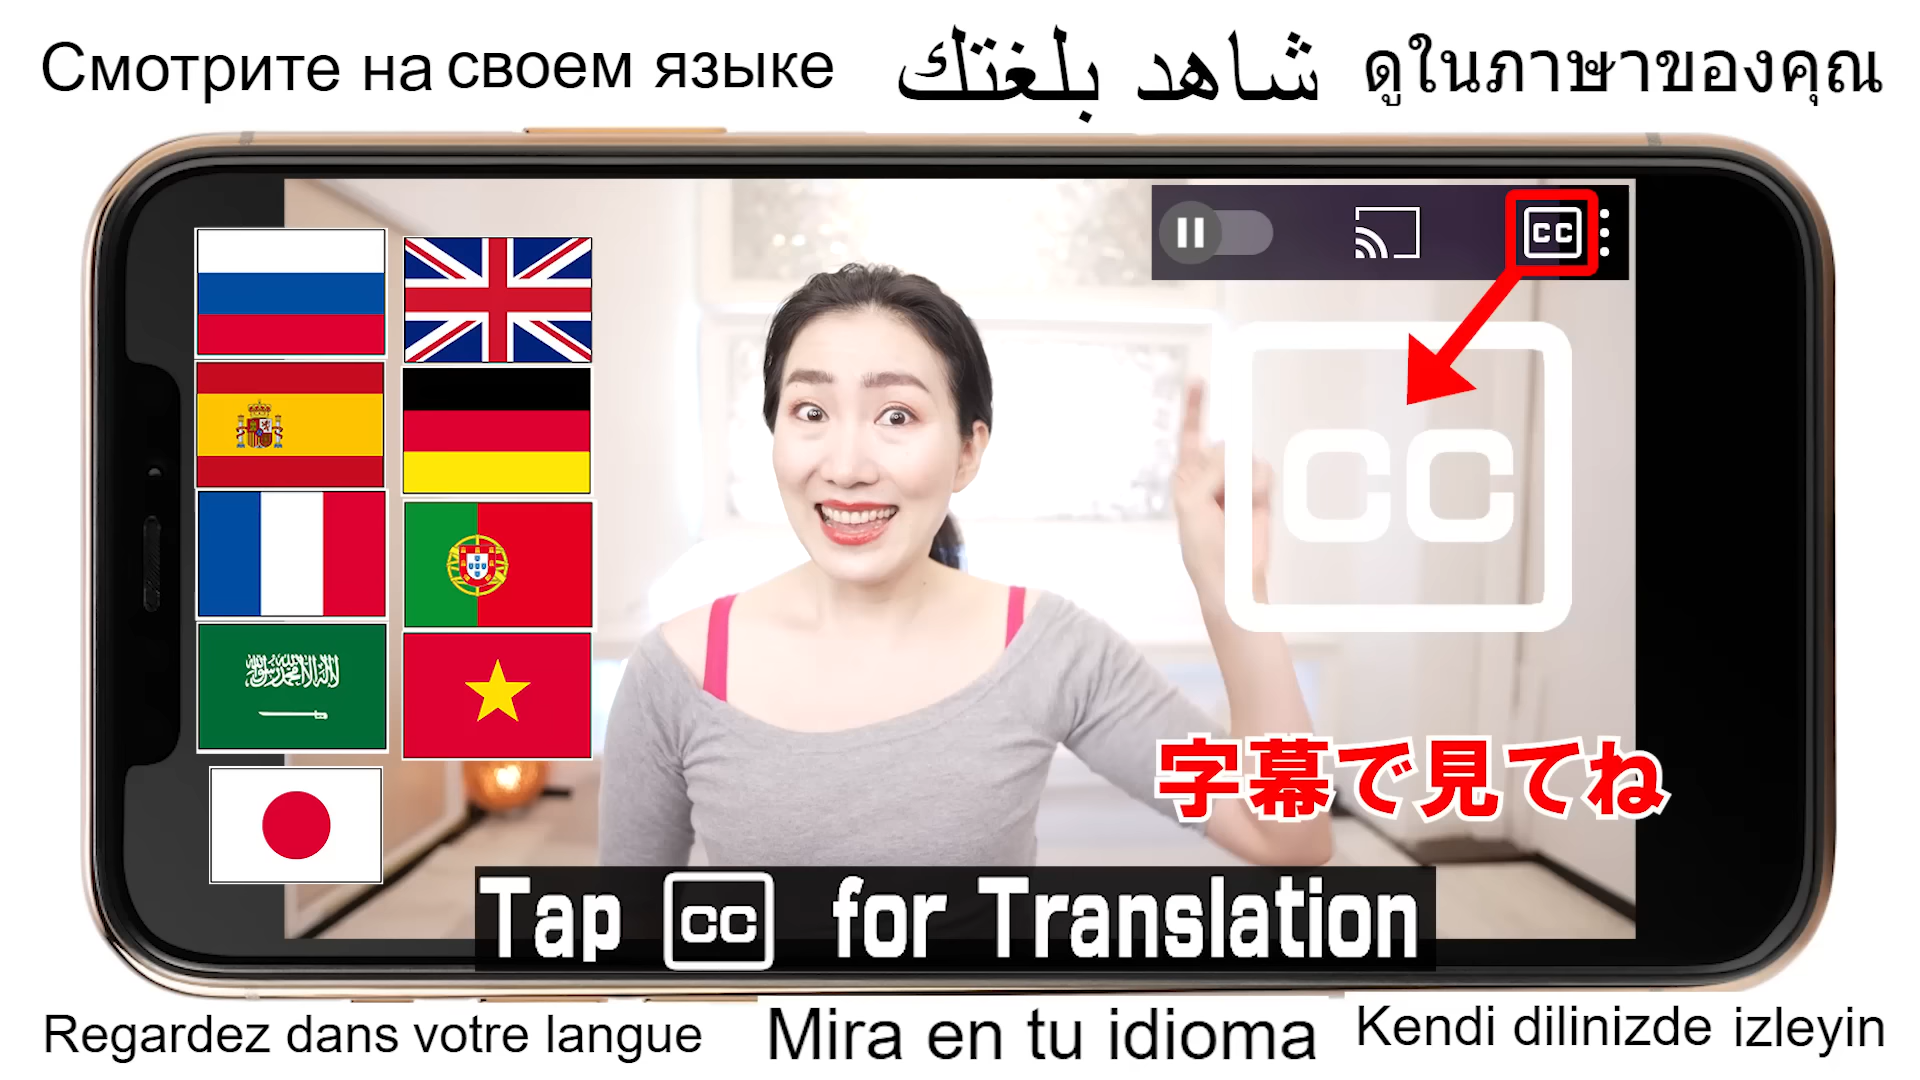 Смотрите на своем языке
شاهد بلغتك
ดูในภาษาของคุณ
CC
CC
字幕で見てね
Tap CC for Translation
Regardez dans votre langue
Mira en tu idioma
Kendi dilinizde izleyin